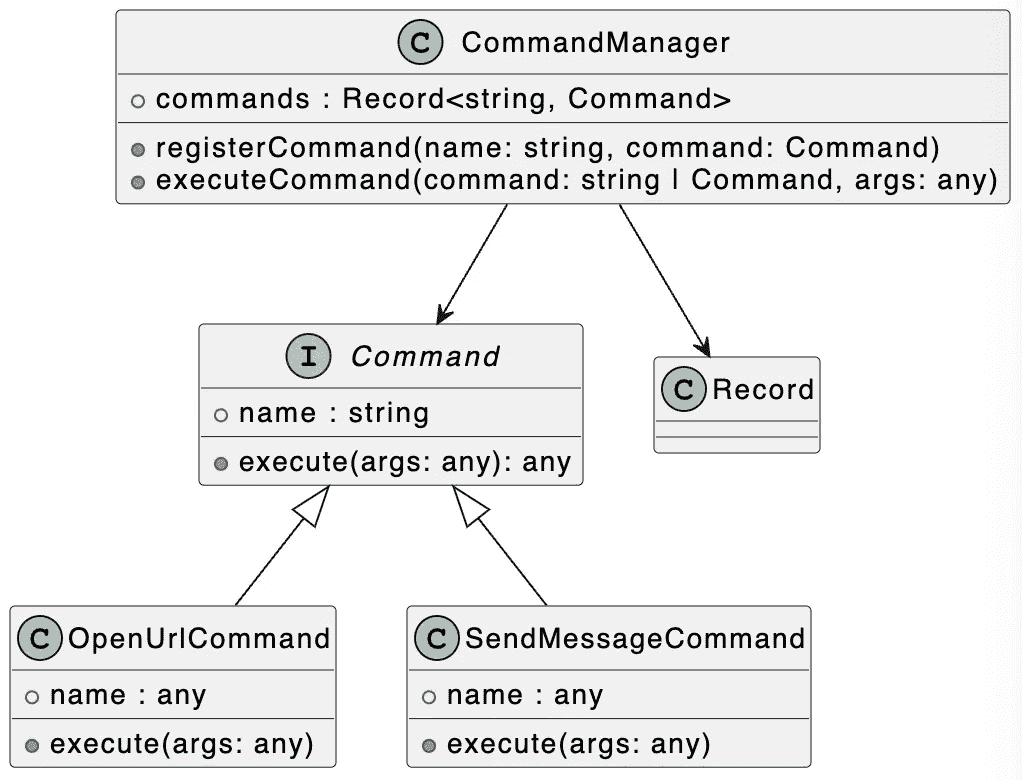 C CommandManager
commands : Record<string, Command>
registerCommand(name: string, command: Command)
executeCommand(command: string | Command, args: any)
I Command
name : string
execute(args: any): any
C Record
C OpenUrlCommand
name : any
execute(args: any)
C SendMessageCommand
name : any
execute(args: any)